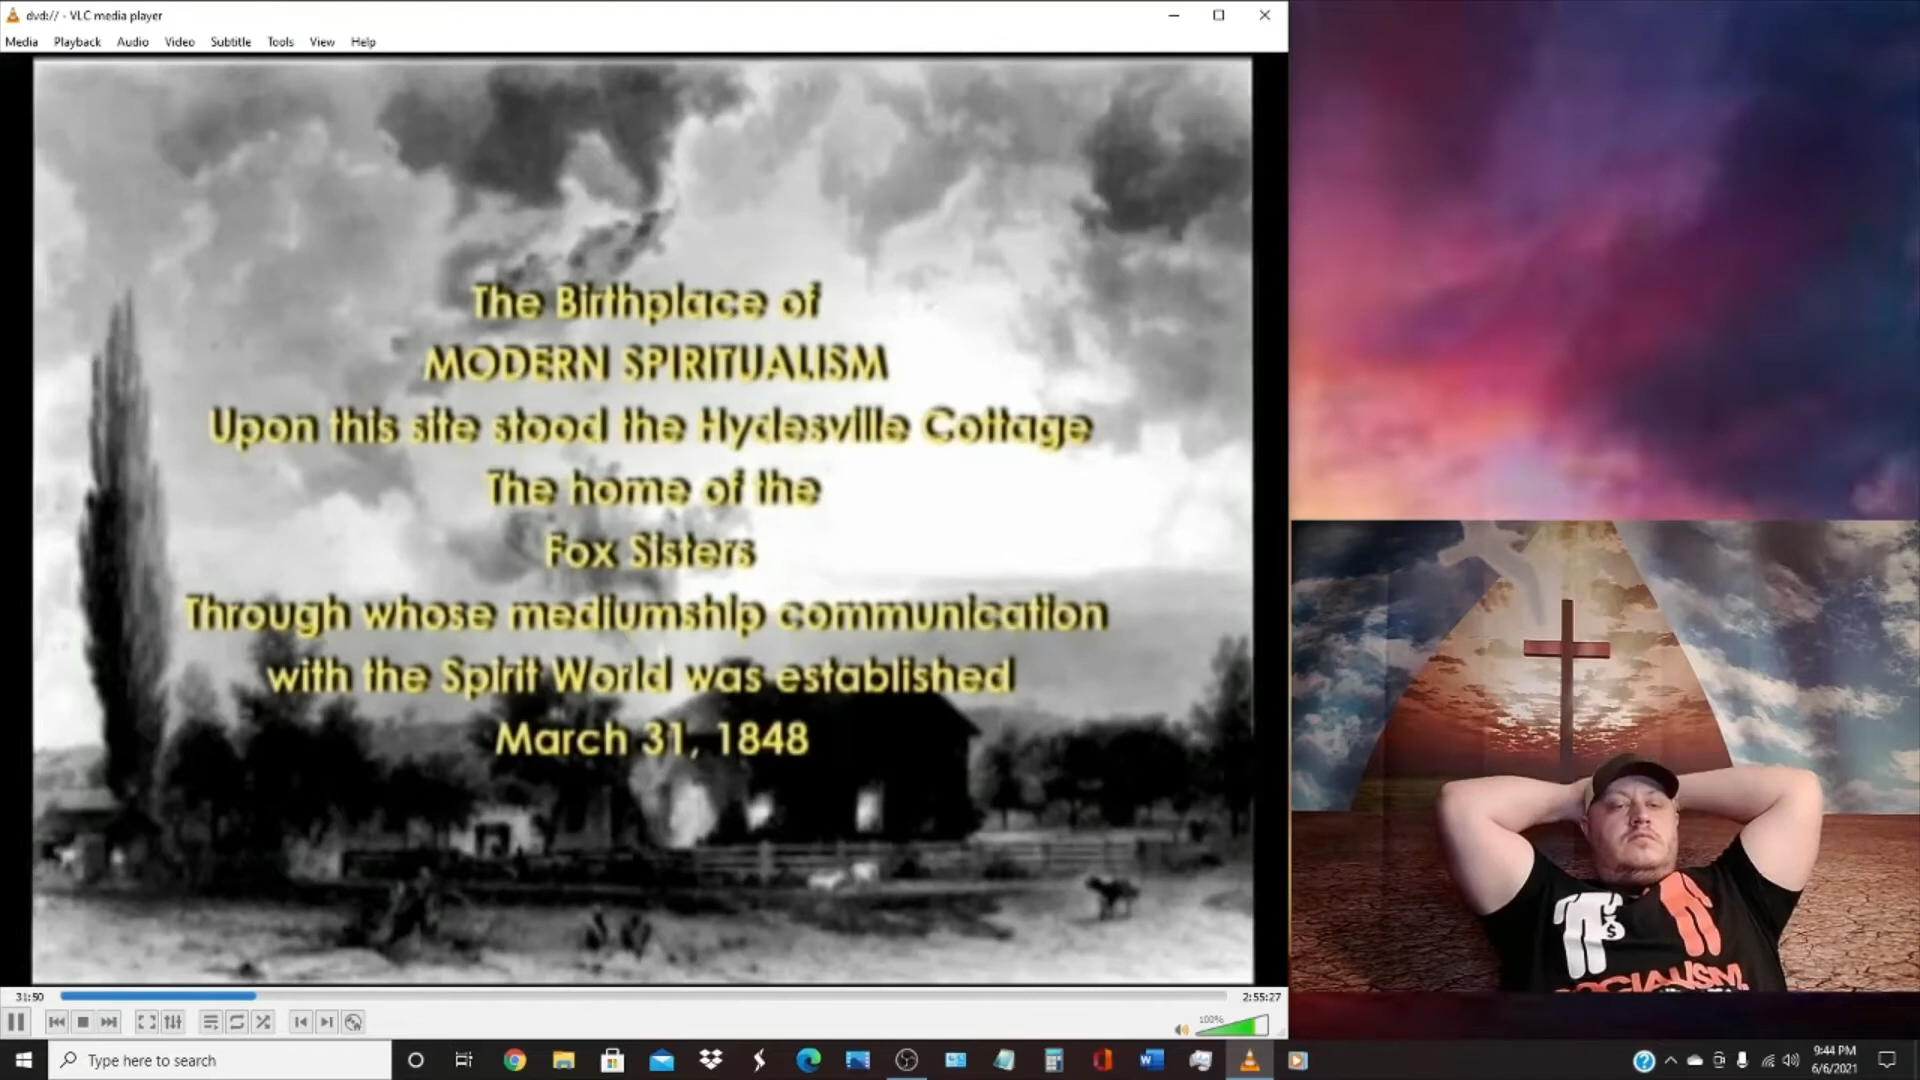 dvd:// - VLC media player
Media Playback Audio Video Subtitle Tools View Help
The Birthplace of
MODERN SPIRITUALISM
Upon this site stood the Hydesville Cottage
The home of the
Fox Sisters
Through whose mediumship communication
with the Spirit World was established
March 31, 1848
SOCIALISM
31:50
2:55:27
100%
Type here to search
9:44 PM
6/6/2021